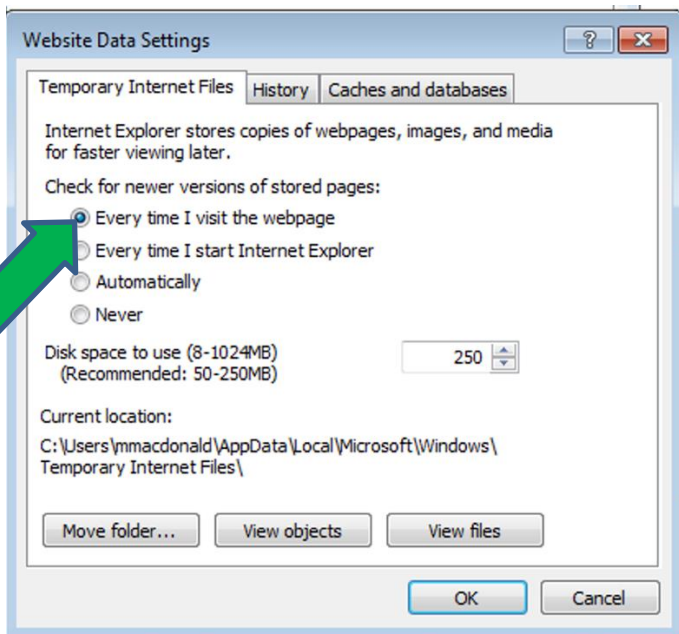 Website Data Settings
Temporary Internet Files History Caches and databases
Internet Explorer stores copies of webpages, images, and media
for faster viewing later.
Check for newer versions of stored pages:
Every time I visit the webpage
Every time I start Internet Explorer
Automatically
Never
Disk space to use (8-1024MB) 250
(Recommended: 50-250MB)
Current location:
C:\Users\mmacdonald\AppData\Local\Microsoft\Windows\
Temporary Internet Files\
Move folder... View objects View files
OK Cancel